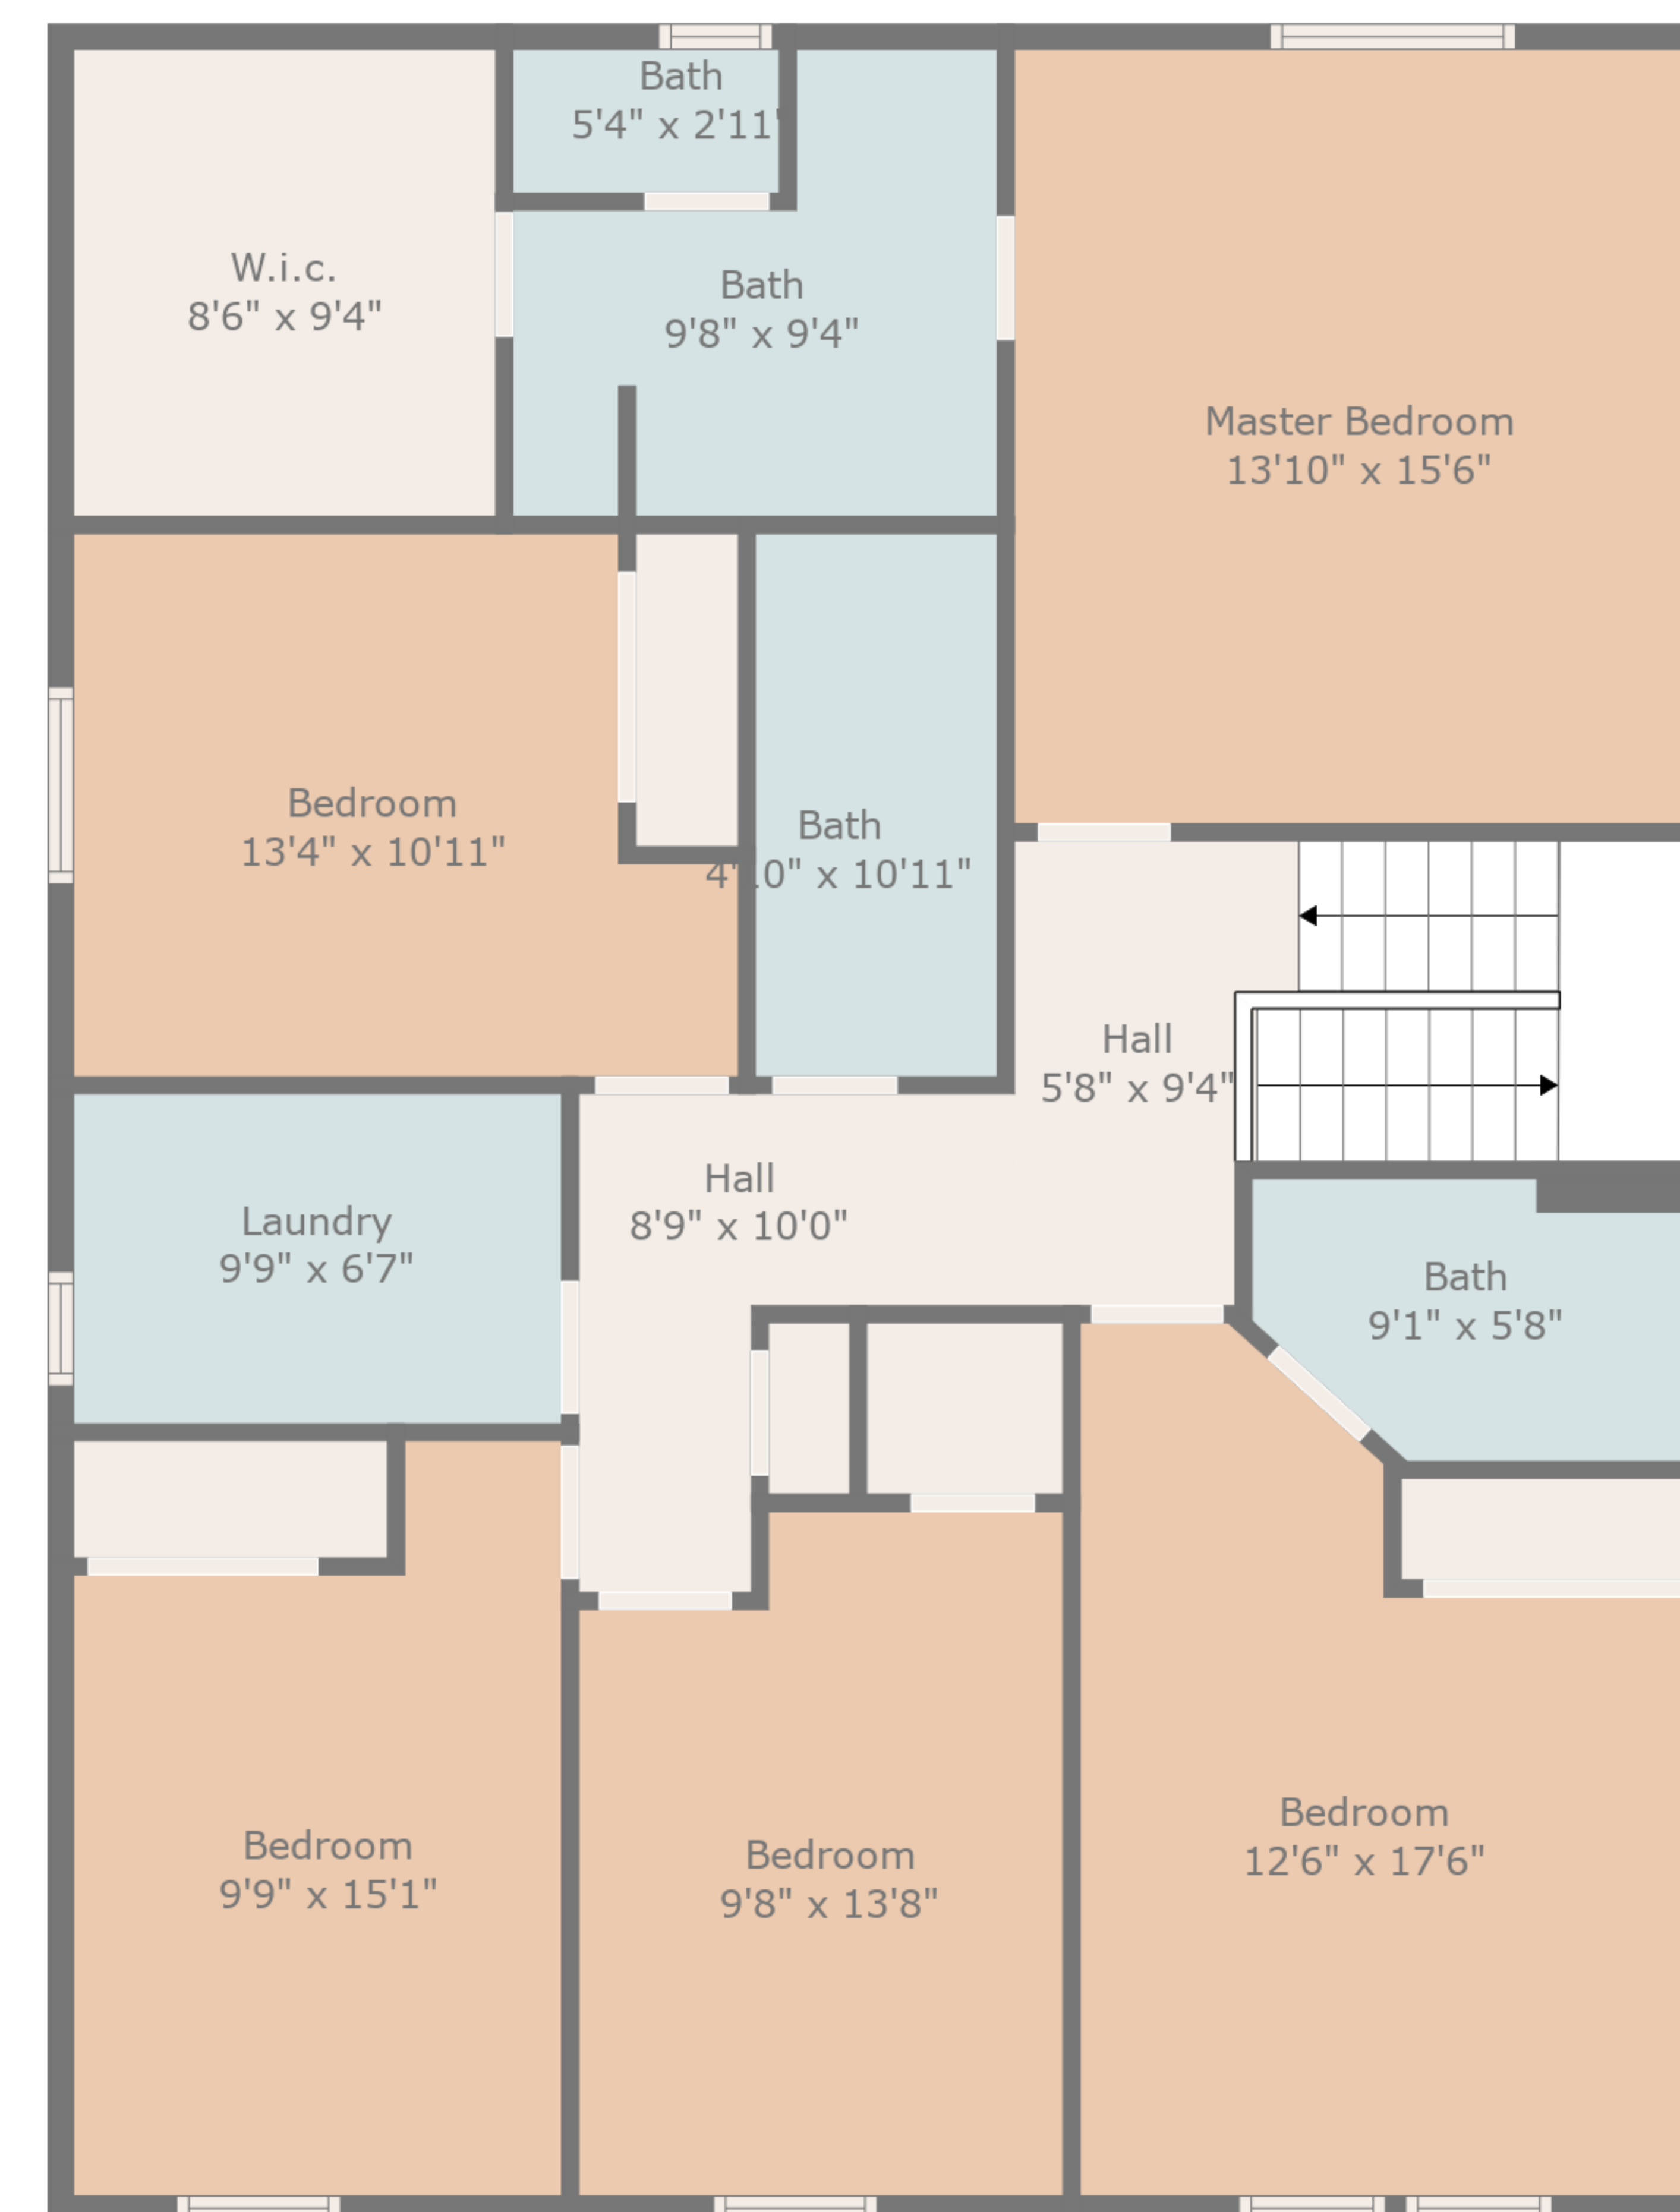 Bath
5'4" x 2'11"
W.i.c.
8'6" x 9'4"
Bath
9'8" x 9'4"
Master Bedroom
13'10" x 15'6"
Bedroom
13'4" x 10'11"
Bath
4'10" x 10'11"
Hall
5'8" x 9'4"
Hall
8'9" x 10'0"
Laundry
9'9" x 6'7"
Bath
9'1" x 5'8"
Bedroom
9'9" x 15'1"
Bedroom
9'8" x 13'8"
Bedroom
12'6" x 17'6"